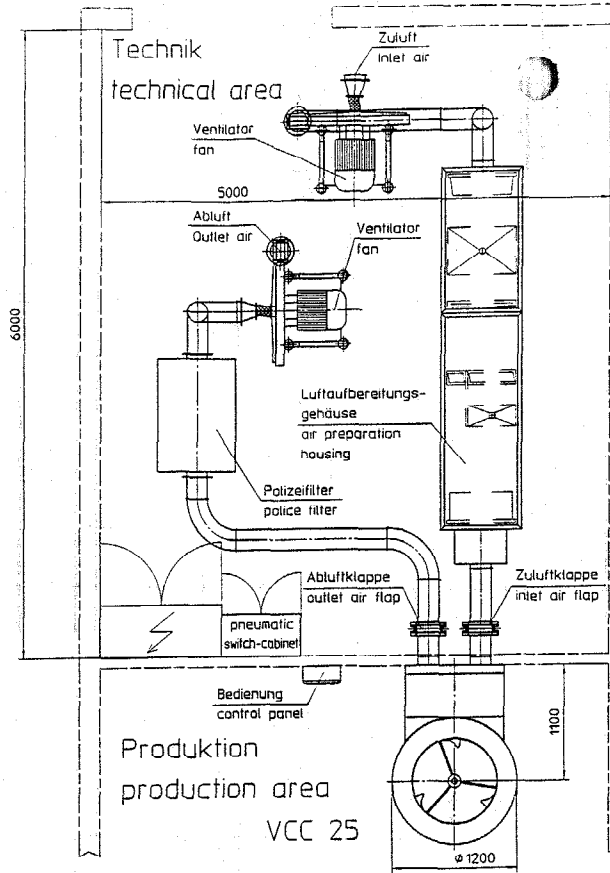 Technik
technical area
Zuluft
Inlet air
Ventilator
fan
5000
Abluft
Outlet air
Ventilator
fan
6000
Luftaufbereitungs-
gehäuse
air preparation
housing
Polizeifilter
police filter
Abluftklappe
outlet air flap
Zuluftklappe
inlet air flap
pneumatic
switch-cabinet
Bedienung
control panel
1100
Produktion
production area
VCC 25
ø 1200